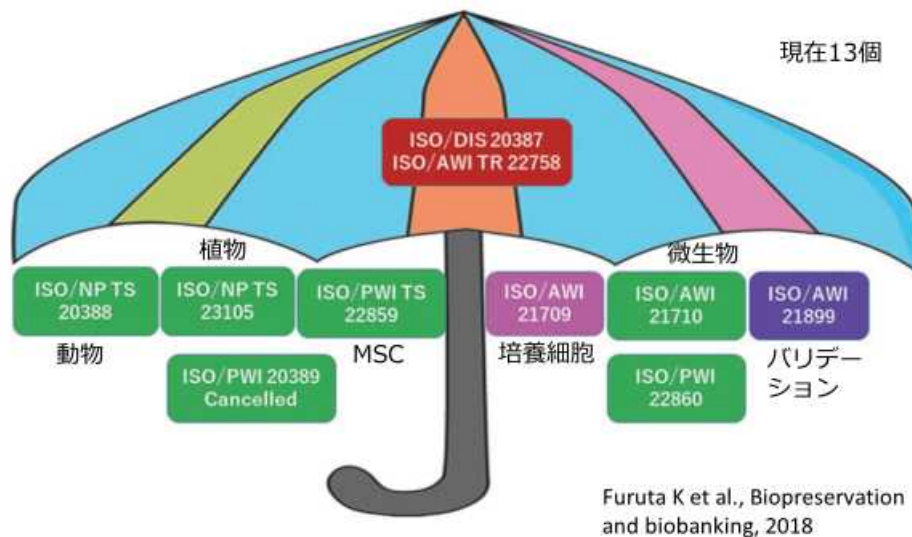 現在13個
ISO/DIS 20387
ISO/AWI TR 22758
植物
微生物
ISO/NP TS
20388
ISO/NP TS
23105
ISO/PWI TS
22859
ISO/AWI
21709
ISO/AWI
21710
ISO/AWI
21899
動物
MSC
培養細胞
バリデー
ション
ISO/PWI 20389
Cancelled
ISO/PWI
22860
Furuta K et al., Biopreservation
and biobanking, 2018